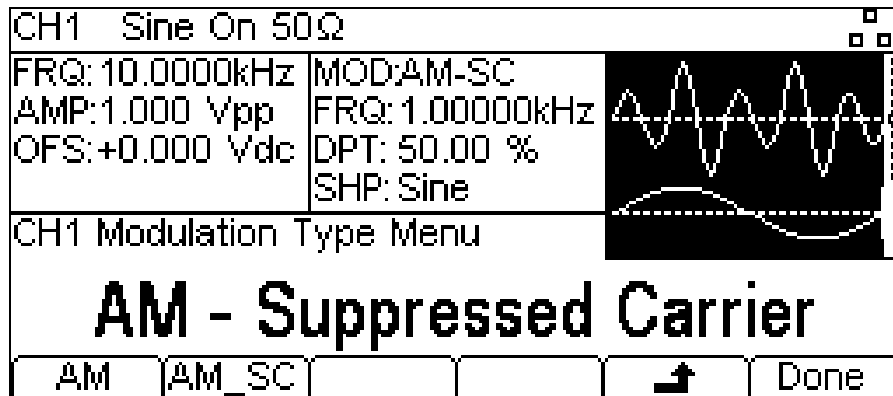 CH1 Sine On 50Ω
FRQ: 10.0000kHz
AMP:1.000 Vpp
OFS:+0.000 Vdc
MOD:AM-SC
FRQ: 1.00000kHz
DPT: 50.00 %
SHP: Sine
CH1 Modulation Type Menu
AM - Suppressed Carrier
AM AM_SC Done